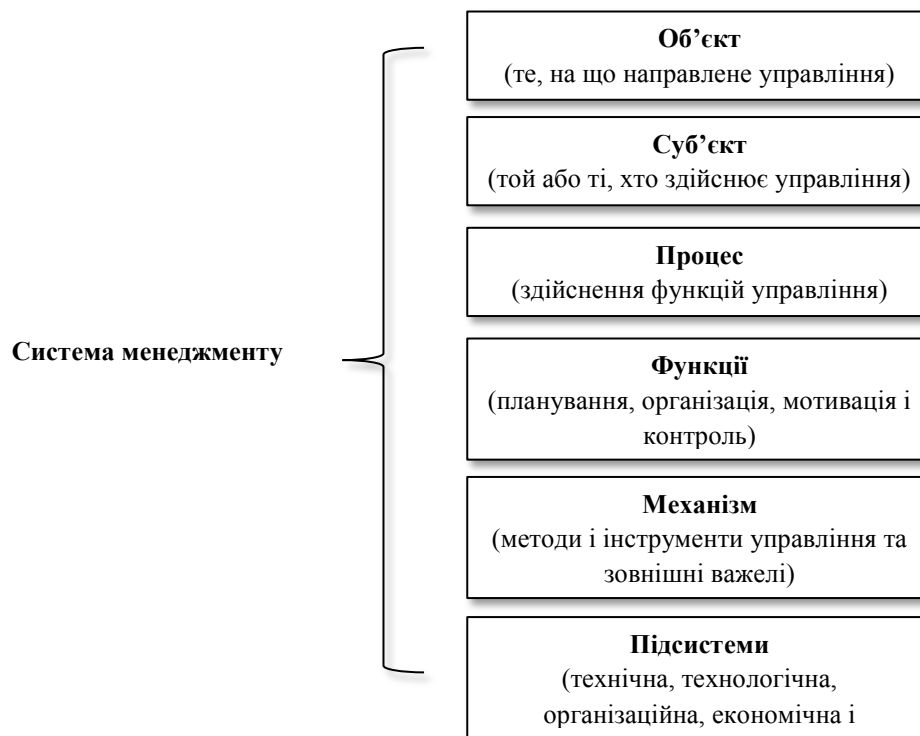 Об’єкт
(те, на що направлене управління)
Суб’єкт
(той або ті, хто здійснює управління)
Процес
(здійснення функцій управління)
Система менеджменту
Функції
(планування, організація, мотивація і
контроль)
Механізм
(методи і інструменти управління та
зовнішні важелі)
Підсистеми
(технічна, технологічна,
організаційна, економічна і